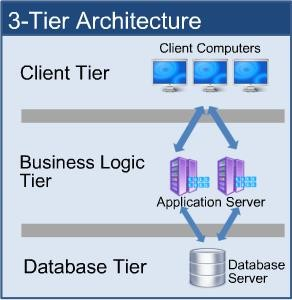 3-Tier Architecture
Client Computers
Client Tier
Business Logic
Tier
Application Server
Database Tier
Database
Server